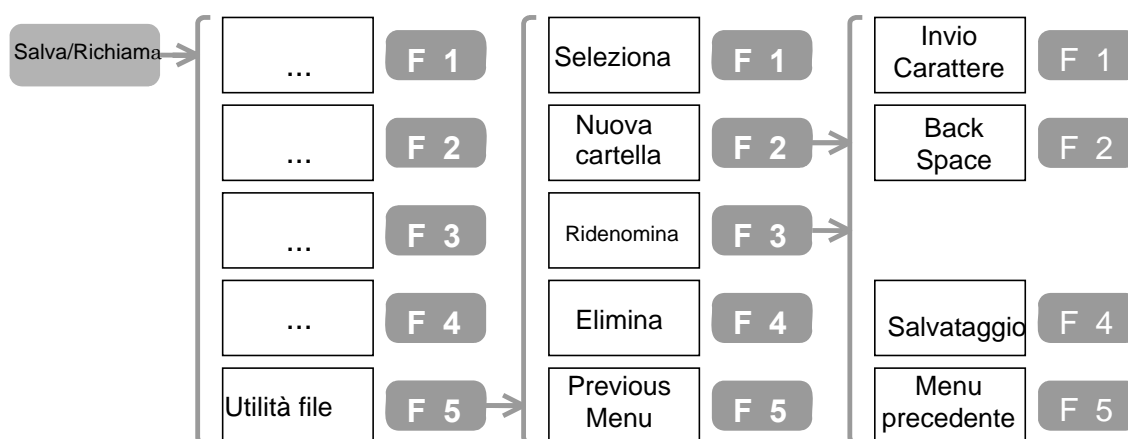 Salva/Richiama
...
F 1
Seleziona
F 1
Invio
Carattere
F 1
...
F 2
Nuova
cartella
F 2
Back
Space
F 2
...
F 3
Ridenomina
F 3
...
F 4
Elimina
F 4
Salvataggio
F 4
Utilità file
F 5
Previous
Menu
F 5
Menu
precedente
F 5